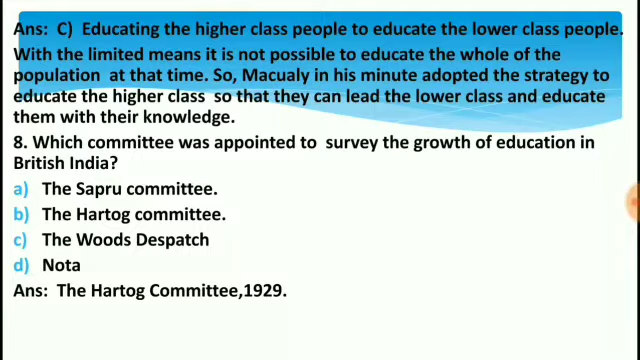 Ans: C) Educating the higher class people to educate the lower class people.
With the limited means it is not possible to educate the whole of the
population at that time. So, Macualy in his minute adopted the strategy to
educate the higher class so that they can lead the lower class and educate
them with their knowledge.
8. Which committee was appointed to survey the growth of education in
British India?
a) The Sapru committee.
b) The Hartog committee.
c) The Woods Despatch
d) Nota
Ans: The Hartog Committee,1929.